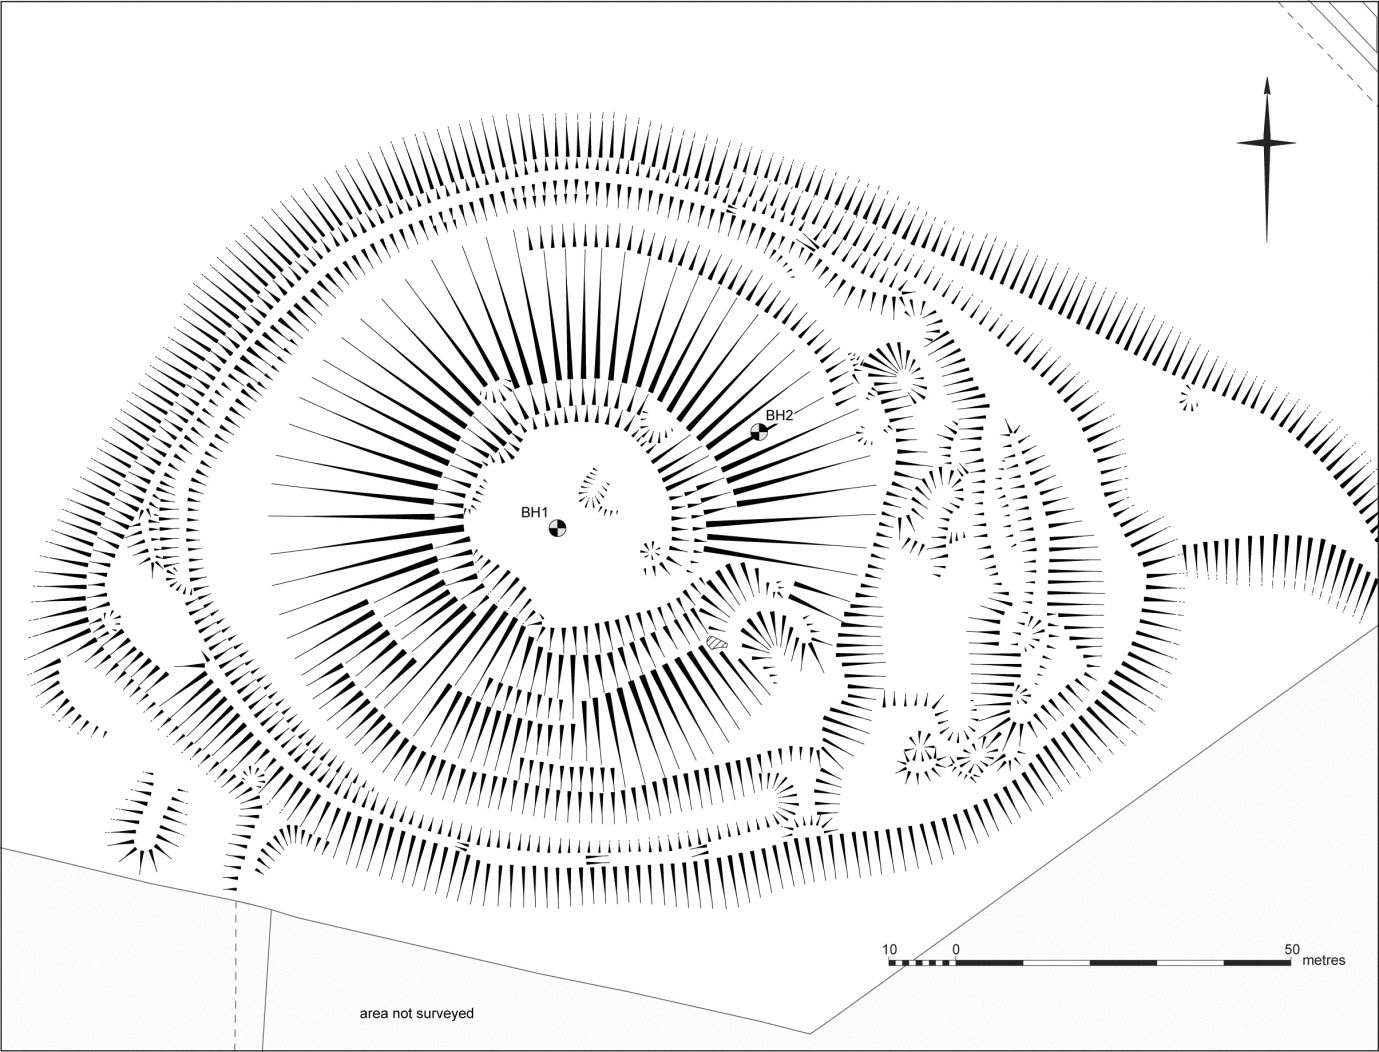 BH2
BH1
10 0 50 metres
area not surveyed